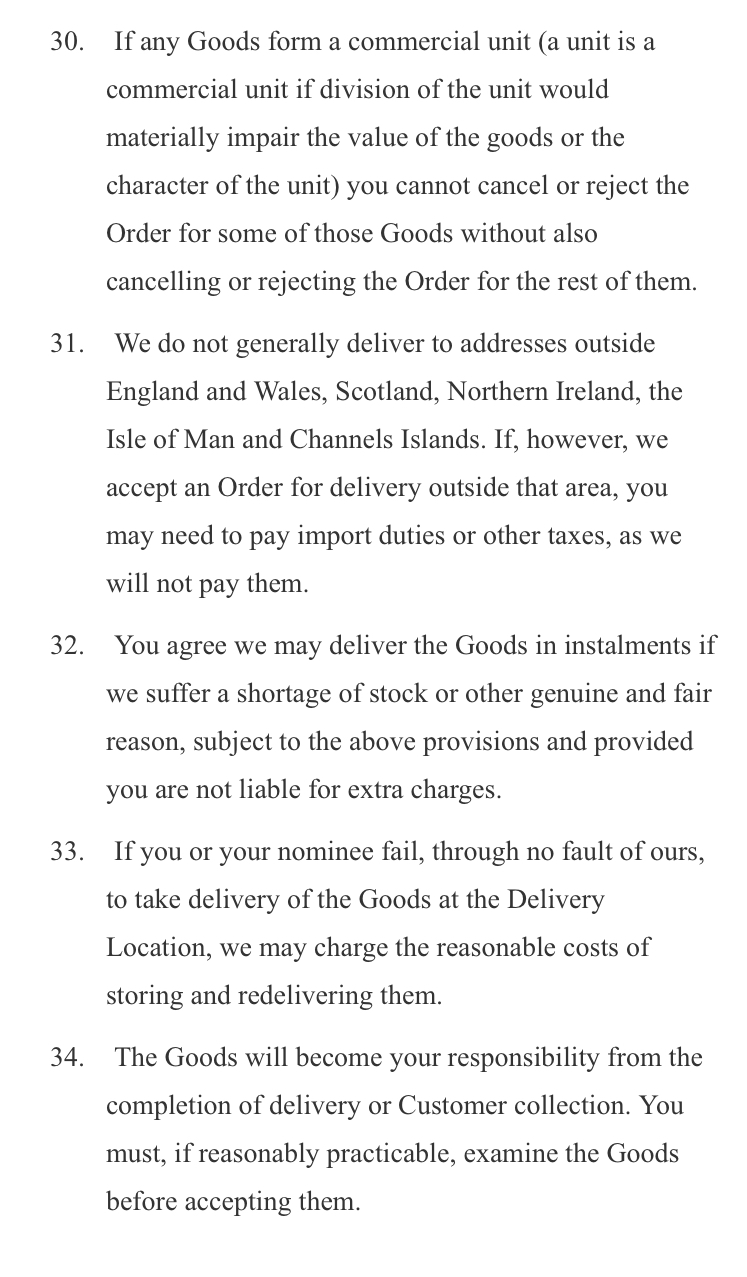 30. If any Goods form a commercial unit (a unit is a
commercial unit if division of the unit would
materially impair the value of the goods or the
character of the unit) you cannot cancel or reject the
Order for some of those Goods without also
cancelling or rejecting the Order for the rest of them.
31. We do not generally deliver to addresses outside
England and Wales, Scotland, Northern Ireland, the
Isle of Man and Channels Islands. If, however, we
accept an Order for delivery outside that area, you
may need to pay import duties or other taxes, as we
will not pay them.
32. You agree we may deliver the Goods in instalments if
we suffer a shortage of stock or other genuine and fair
reason, subject to the above provisions and provided
you are not liable for extra charges.
33. If you or your nominee fail, through no fault of ours,
to take delivery of the Goods at the Delivery
Location, we may charge the reasonable costs of
storing and redelivering them.
34. The Goods will become your responsibility from the
completion of delivery or Customer collection. You
must, if reasonably practicable, examine the Goods
before accepting them.